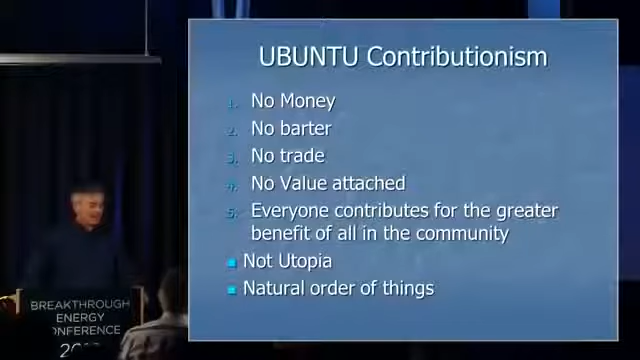 UBUNTU Contributionism
1. No Money
2. No barter
3. No trade
4. No Value attached
5. Everyone contributes for the greater
benefit of all in the community
Not Utopia
Natural order of things
BREAKTHROUGH
ENERGY
CONFERENCE